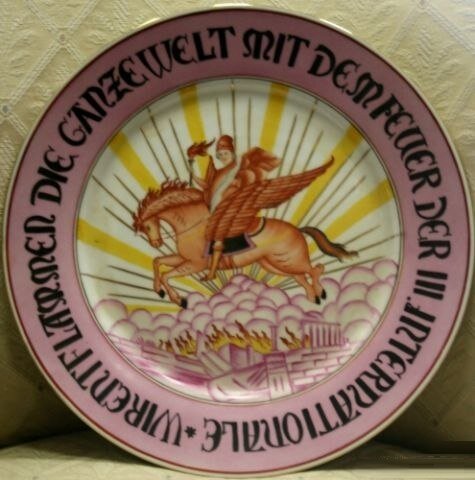 WIR ENTFLAMMEN DIE GANZE WELT MIT DEM FEUER DER III INTERNATIONALE *